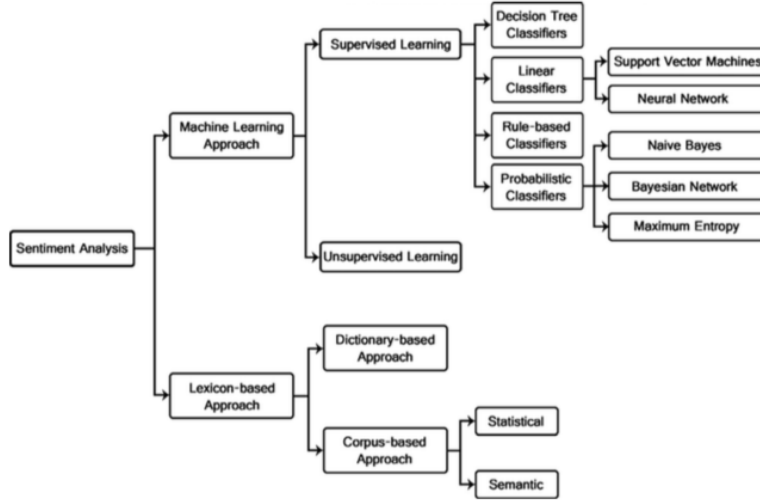 Decision Tree
Classifiers
Supervised Learning
Linear
Classifiers
Support Vector Machines
Neural Network
Machine Learning
Approach
Rule-based
Classifiers
Naive Bayes
Probabilistic
Classifiers
Bayesian Network
Maximum Entropy
Sentiment Analysis
Unsupervised Learning
Dictionary-based
Approach
Lexicon-based
Approach
Corpus-based
Approach
Statistical
Semantic